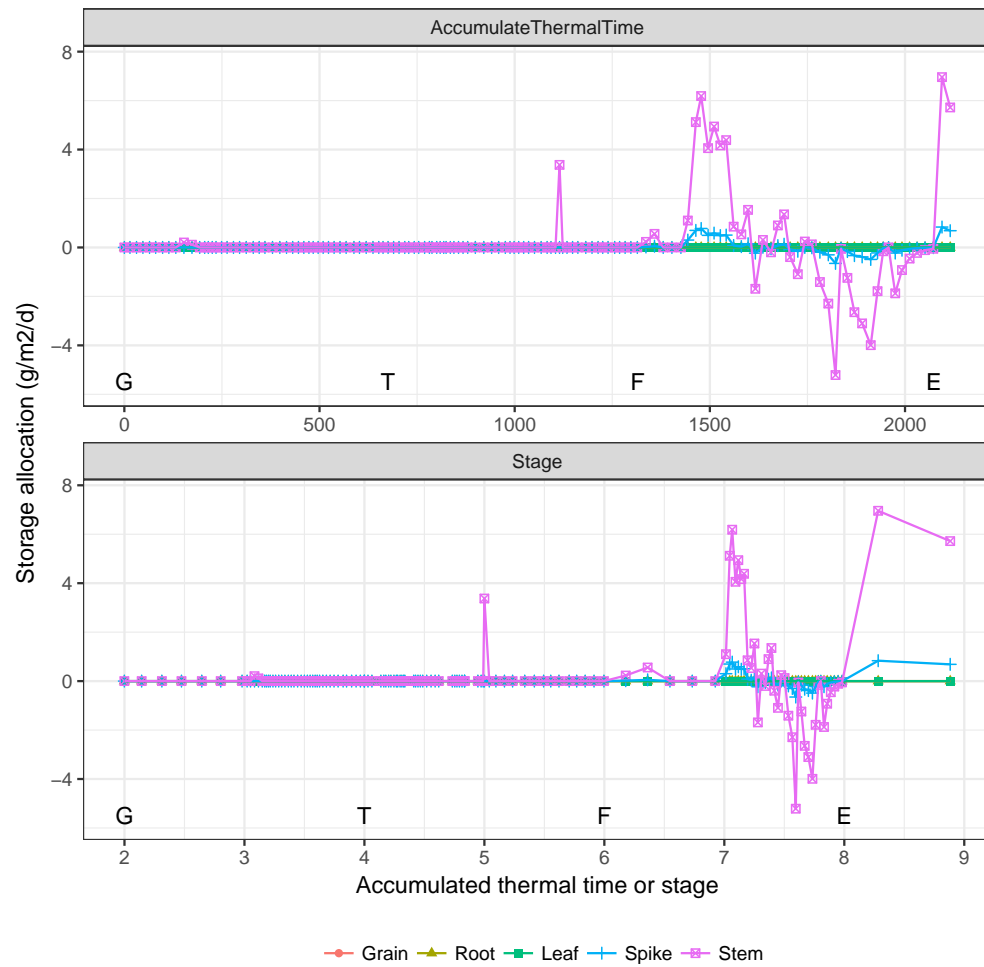 AccumulateThermalTime
8
4
0
−4
G T F E
0 500 1000 1500 2000
Storage allocation (g/m2/d)
Stage
8
4
0
−4
G T F E
2 3 4 5 6 7 8 9
Accumulated thermal time or stage
Grain Root Leaf Spike Stem